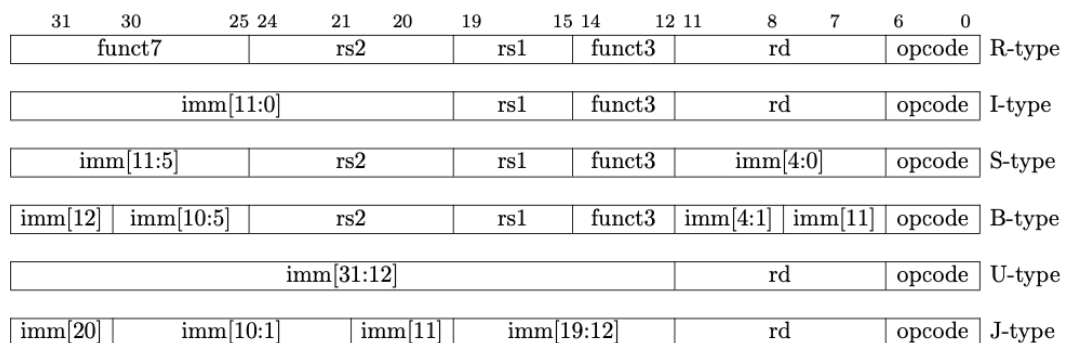 31 30 25 24 21 20 19 15 14 12 11 8 7 6 0
funct7 rs2 rs1 funct3 rd opcode R-type
imm[11:0] rs1 funct3 rd opcode I-type
imm[11:5] rs2 rs1 funct3 imm[4:0] opcode S-type
imm[12] imm[10:5] rs2 rs1 funct3 imm[4:1] imm[11] opcode B-type
imm[31:12] rd opcode U-type
imm[20] imm[10:1] imm[11] imm[19:12] rd opcode J-type